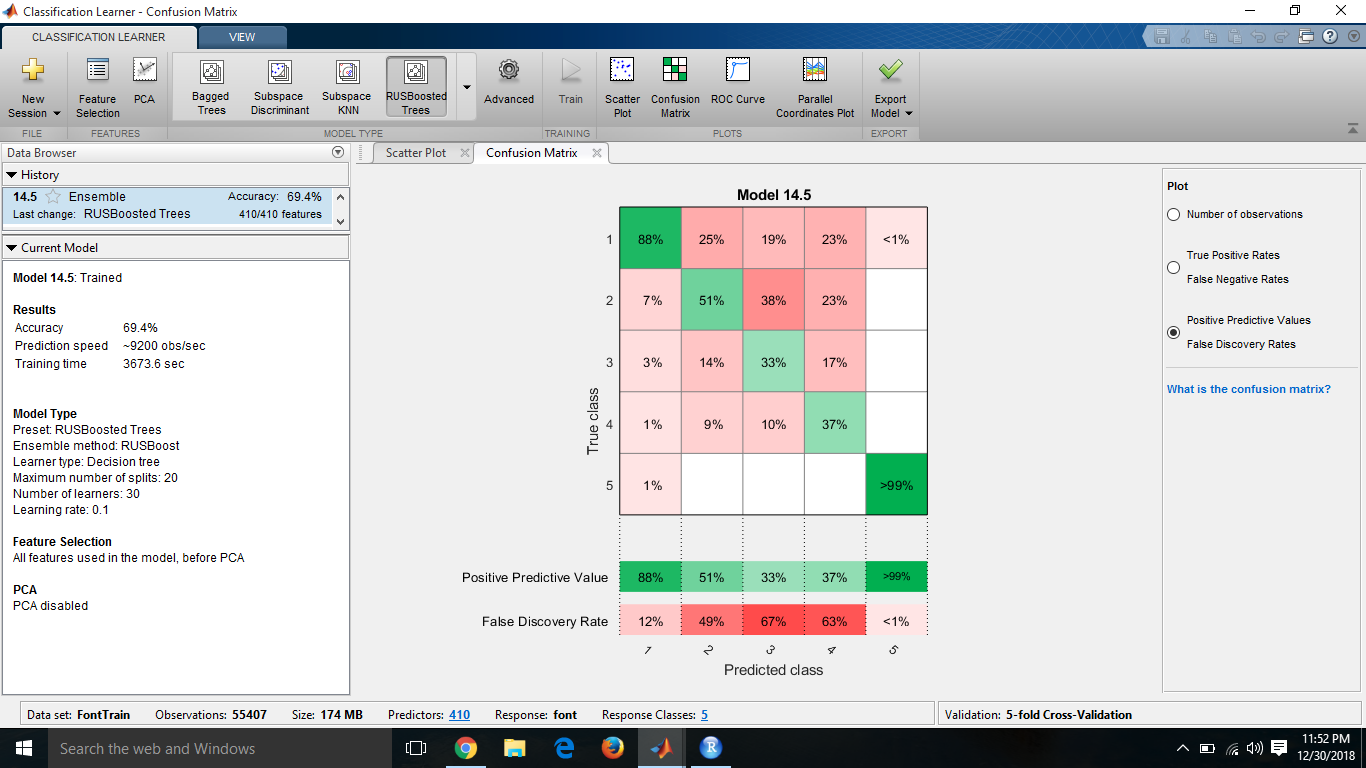 Classification Learner - Confusion Matrix
CLASSIFICATION LEARNER VIEW
New Session
Feature Selection
PCA
Bagged Trees
Subspace Discriminant
Subspace KNN
RUSBoosted Trees
Advanced
Train
Scatter Plot
Confusion Matrix
ROC Curve
Parallel Coordinates Plot
Export Model
FILE FEATURES MODEL TYPE TRAINING PLOTS EXPORT
Data Browser
History
14.5 Ensemble Accuracy: 69.4%
Last change: RUSBoosted Trees 410/410 features
Current Model
Model 14.5: Trained
Results
Accuracy 69.4%
Prediction speed ~9200 obs/sec
Training time 3673.6 sec
Model Type
Preset: RUSBoosted Trees
Ensemble method: RUSBoost
Learner type: Decision tree
Maximum number of splits: 20
Number of learners: 30
Learning rate: 0.1
Feature Selection
All features used in the model, before PCA
PCA
PCA disabled
Scatter Plot Confusion Matrix
Model 14.5
1 88% 25% 19% 23% <1%
2 7% 51% 38% 23%
3 3% 14% 33% 17%
4 1% 9% 10% 37%
5 1% >99%
True class
Positive Predictive Value 88% 51% 33% 37% >99%
False Discovery Rate 12% 49% 67% 63% <1%
1 2 3 4 5
Predicted class
Plot
Number of observations
True Positive Rates
False Negative Rates
Positive Predictive Values
False Discovery Rates
What is the confusion matrix?
Data set: FontTrain Observations: 55407 Size: 174 MB Predictors: 410 Response: font Response Classes: 5
Validation: 5-fold Cross-Validation
Search the web and Windows
R
11:52 PM
12/30/2018